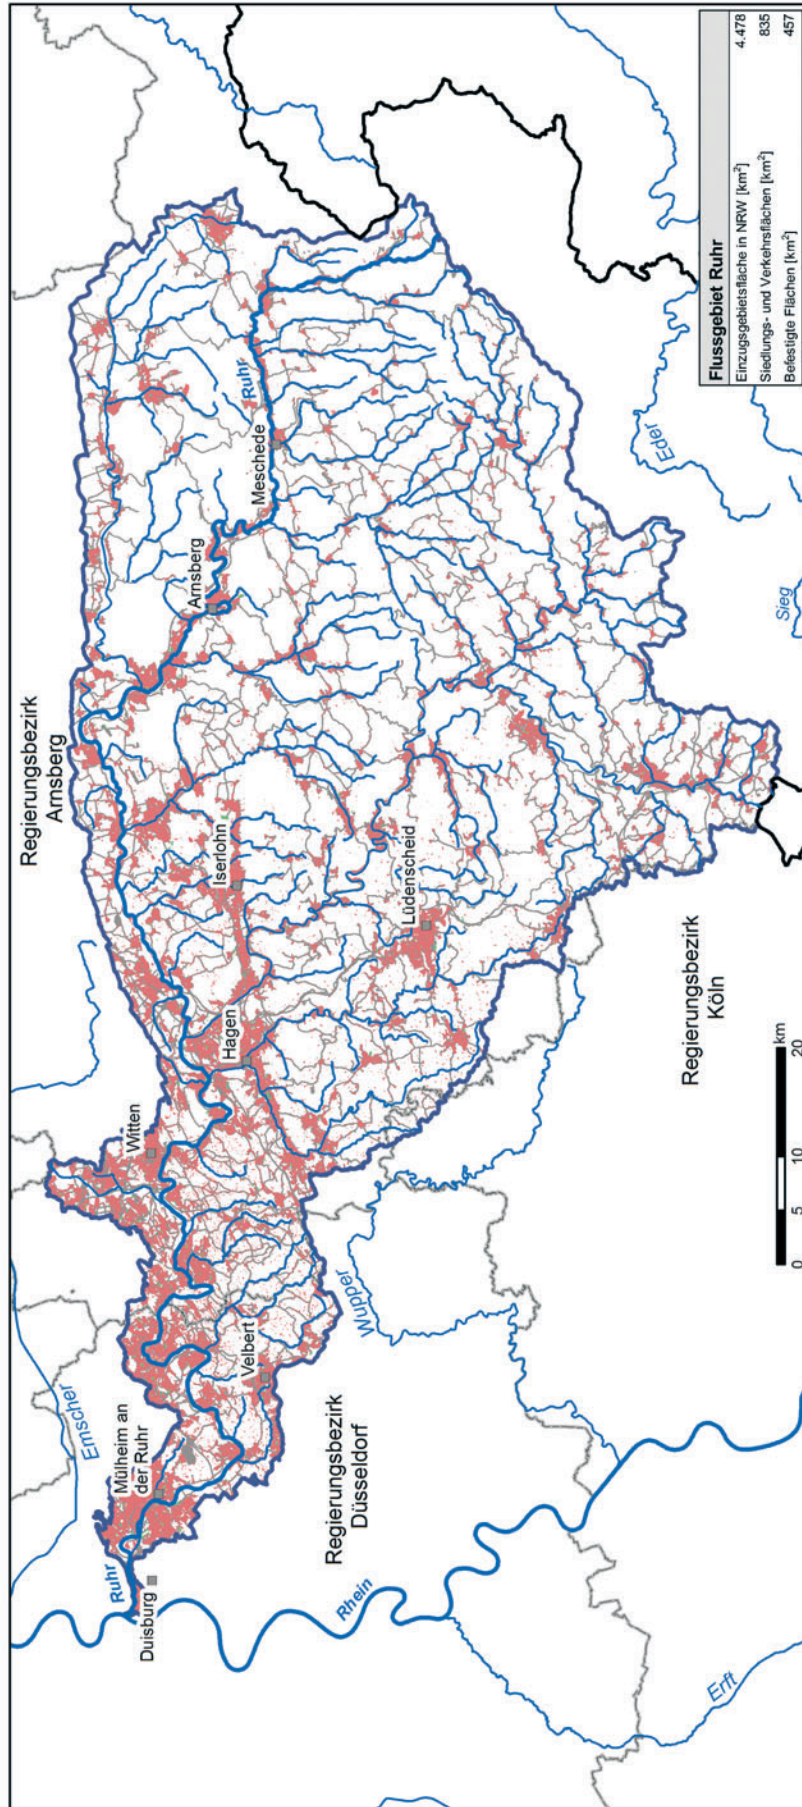 Regierungsbezirk
Arnsberg
Emscher
Ruhr
Duisburg
Mülheim an
der Ruhr
Witten
Velbert
Hagen
Iserlohn
Arnsberg
Meschede
Ruhr
Lüdenscheid
Wupper
Rhein
Erft
Regierungsbezirk
Düsseldorf
Regierungsbezirk
Köln
Sieg
Eder
0 5 10 20
km
Flussgebiet Ruhr
Einzugsgebietsfläche in NRW [km²] 4.478
Siedlungs- und Verkehrsflächen [km²] 835
Befestigte Flächen [km²] 457